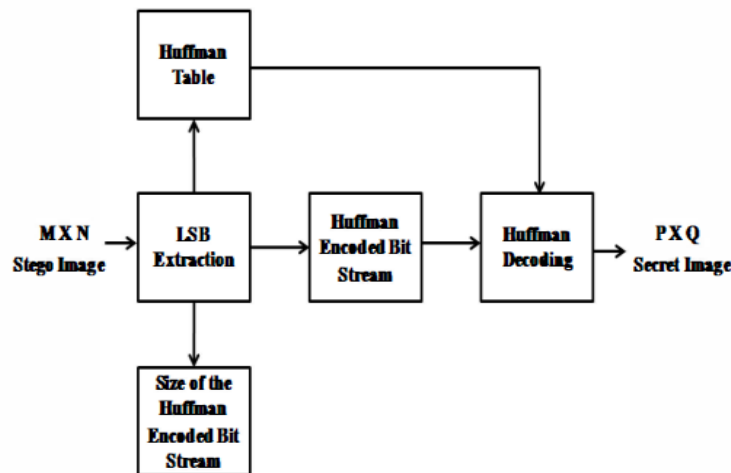 Huffman
Table
M X N
Stego Image
LSB
Extraction
Huffman
Encoded Bit
Stream
Huffman
Decoding
P X Q
Secret Image
Size of the
Huffman
Encoded Bit
Stream